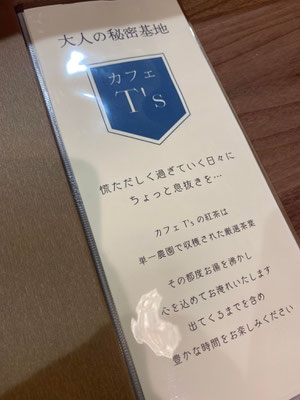 大人の秘密基地
カフェ
T's
慌ただしく過ぎていく日々に
ちょっと息抜きを…
カフェT'sの紅茶は
単一農園で収穫された厳選茶葉
その都度お湯を沸かし
心を込めてお淹れいたします
出てくるまでを含め
豊かな時間をお楽しみください